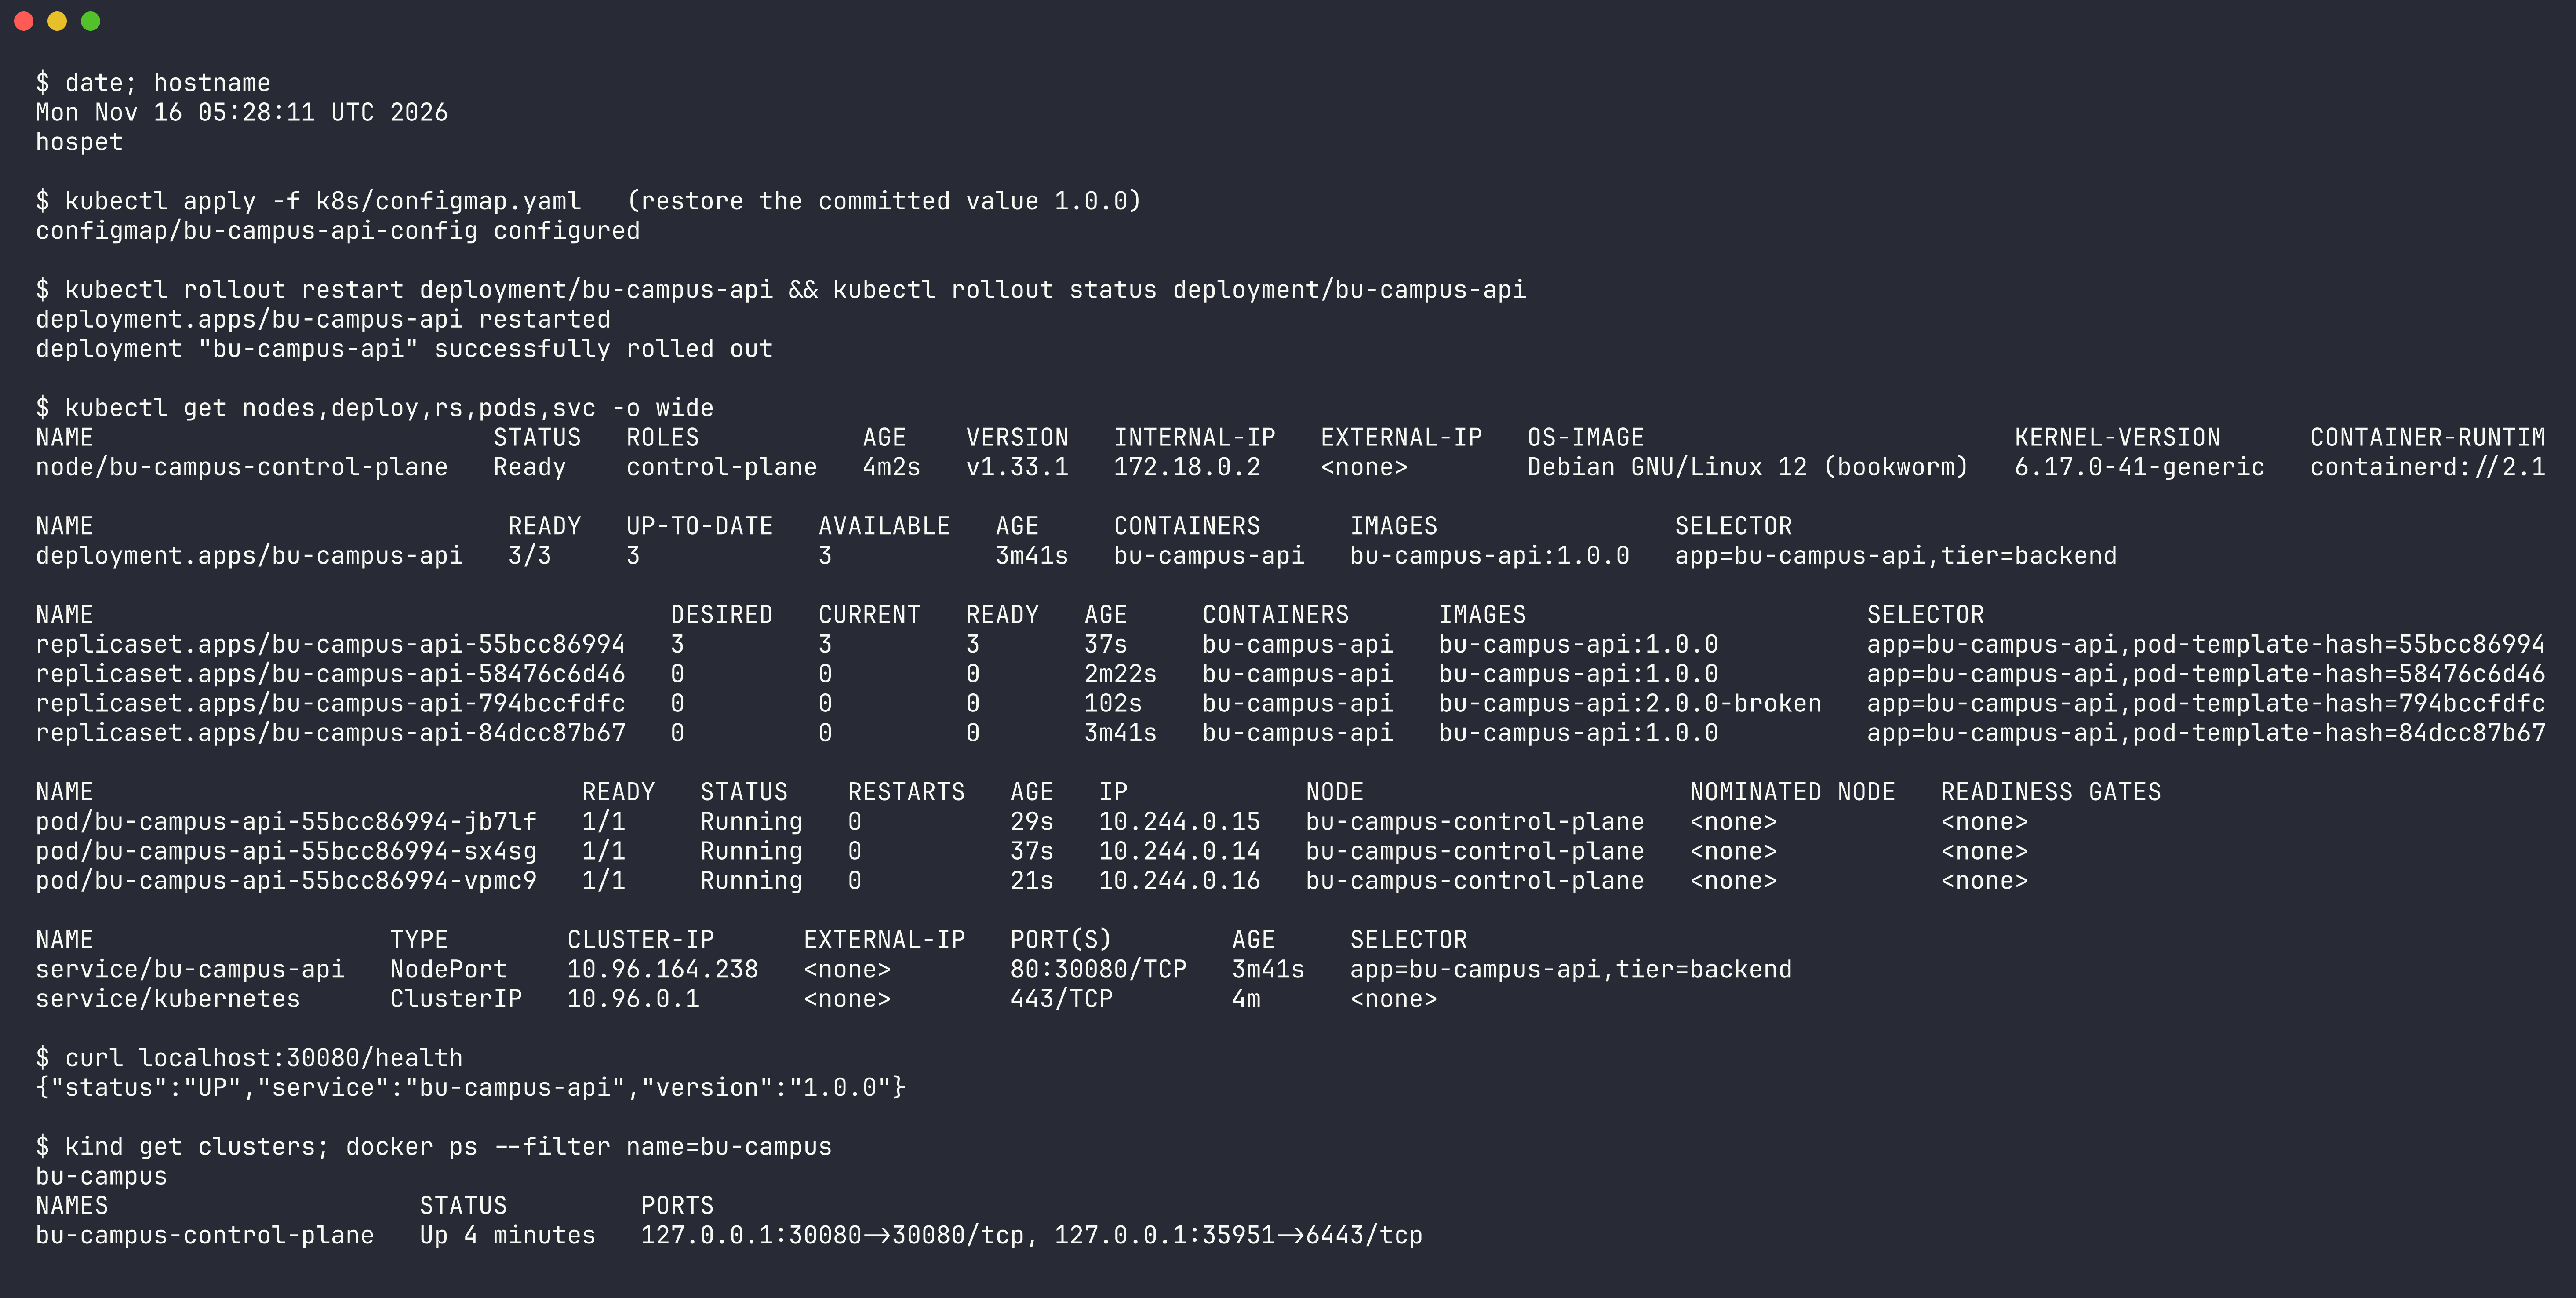 $ date; hostname
Mon Nov 16 05:28:11 UTC 2026
hospet

$ kubectl apply -f k8s/configmap.yaml   (restore the committed value 1.0.0)
configmap/bu-campus-api-config configured

$ kubectl rollout restart deployment/bu-campus-api && kubectl rollout status deployment/bu-campus-api
deployment.apps/bu-campus-api restarted
deployment "bu-campus-api" successfully rolled out

$ kubectl get nodes,deploy,rs,pods,svc -o wide
NAME                           STATUS   ROLES           AGE    VERSION   INTERNAL-IP   EXTERNAL-IP   OS-IMAGE                         KERNEL-VERSION      CONTAINER-RUNTIM
node/bu-campus-control-plane   Ready    control-plane   4m2s   v1.33.1   172.18.0.2    <none>        Debian GNU/Linux 12 (bookworm)   6.17.0-41-generic   containerd://2.1

NAME                            READY   UP-TO-DATE   AVAILABLE   AGE     CONTAINERS      IMAGES                SELECTOR
deployment.apps/bu-campus-api   3/3     3            3           3m41s   bu-campus-api   bu-campus-api:1.0.0   app=bu-campus-api,tier=backend

NAME                                       DESIRED   CURRENT   READY   AGE     CONTAINERS      IMAGES                       SELECTOR
replicaset.apps/bu-campus-api-55bcc86994   3         3         3       37s     bu-campus-api   bu-campus-api:1.0.0          app=bu-campus-api,pod-template-hash=55bcc86994
replicaset.apps/bu-campus-api-58476c6d46   0         0         0       2m22s   bu-campus-api   bu-campus-api:1.0.0          app=bu-campus-api,pod-template-hash=58476c6d46
replicaset.apps/bu-campus-api-794bccfdfc   0         0         0       102s    bu-campus-api   bu-campus-api:2.0.0-broken   app=bu-campus-api,pod-template-hash=794bccfdfc
replicaset.apps/bu-campus-api-84dcc87b67   0         0         0       3m41s   bu-campus-api   bu-campus-api:1.0.0          app=bu-campus-api,pod-template-hash=84dcc87b67

NAME                                 READY   STATUS    RESTARTS   AGE   IP            NODE                      NOMINATED NODE   READINESS GATES
pod/bu-campus-api-55bcc86994-jb7lf   1/1     Running   0          29s   10.244.0.15   bu-campus-control-plane   <none>           <none>
pod/bu-campus-api-55bcc86994-sx4sg   1/1     Running   0          37s   10.244.0.14   bu-campus-control-plane   <none>           <none>
pod/bu-campus-api-55bcc86994-vpmc9   1/1     Running   0          21s   10.244.0.16   bu-campus-control-plane   <none>           <none>

NAME                    TYPE        CLUSTER-IP      EXTERNAL-IP   PORT(S)        AGE     SELECTOR
service/bu-campus-api   NodePort    10.96.164.238   <none>        80:30080/TCP   3m41s   app=bu-campus-api,tier=backend
service/kubernetes      ClusterIP   10.96.0.1       <none>        443/TCP        4m      <none>

$ curl localhost:30080/health
{"status":"UP","service":"bu-campus-api","version":"1.0.0"}

$ kind get clusters; docker ps --filter name=bu-campus
bu-campus
NAMES                     STATUS         PORTS
bu-campus-control-plane   Up 4 minutes   127.0.0.1:30080->30080/tcp, 127.0.0.1:35951->6443/tcp